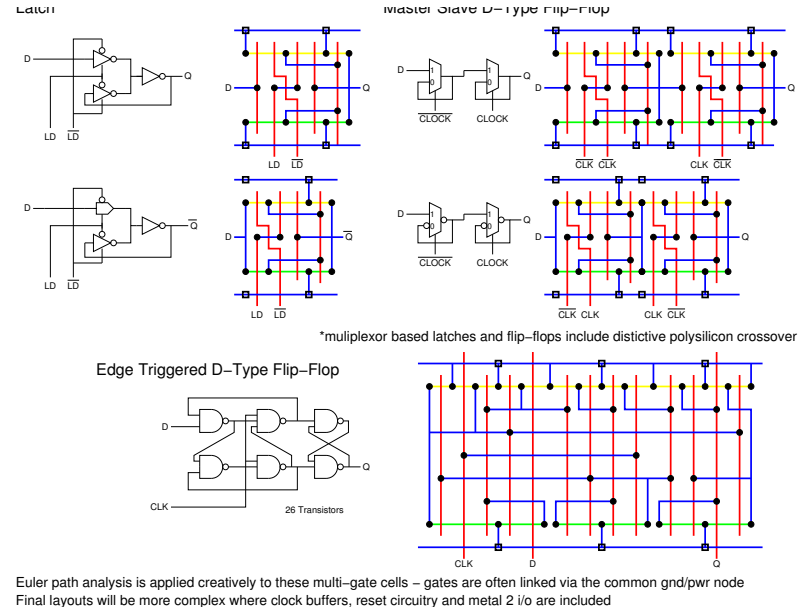 Latch
Master Slave D−Type Flip−Flop
D
Q
LD
LD
D
Q
LD
LD
D
1
0
CLOCK
1
0
CLOCK
Q
D
Q
CLK
CLK
CLK
CLK
D
Q
LD
LD
D
Q
LD
LD
D
1
0
CLOCK
1
0
CLOCK
Q
D
Q
CLK
CLK
CLK
CLK
*muliplexor based latches and flip−flops include distictive polysilicon crossover
Edge Triggered D−Type Flip−Flop
D
Q
CLK
26 Transistors
CLK
D
Q
Euler path analysis is applied creatively to these multi−gate cells − gates are often linked via the common gnd/pwr node
Final layouts will be more complex where clock buffers, reset circuitry and metal 2 i/o are included